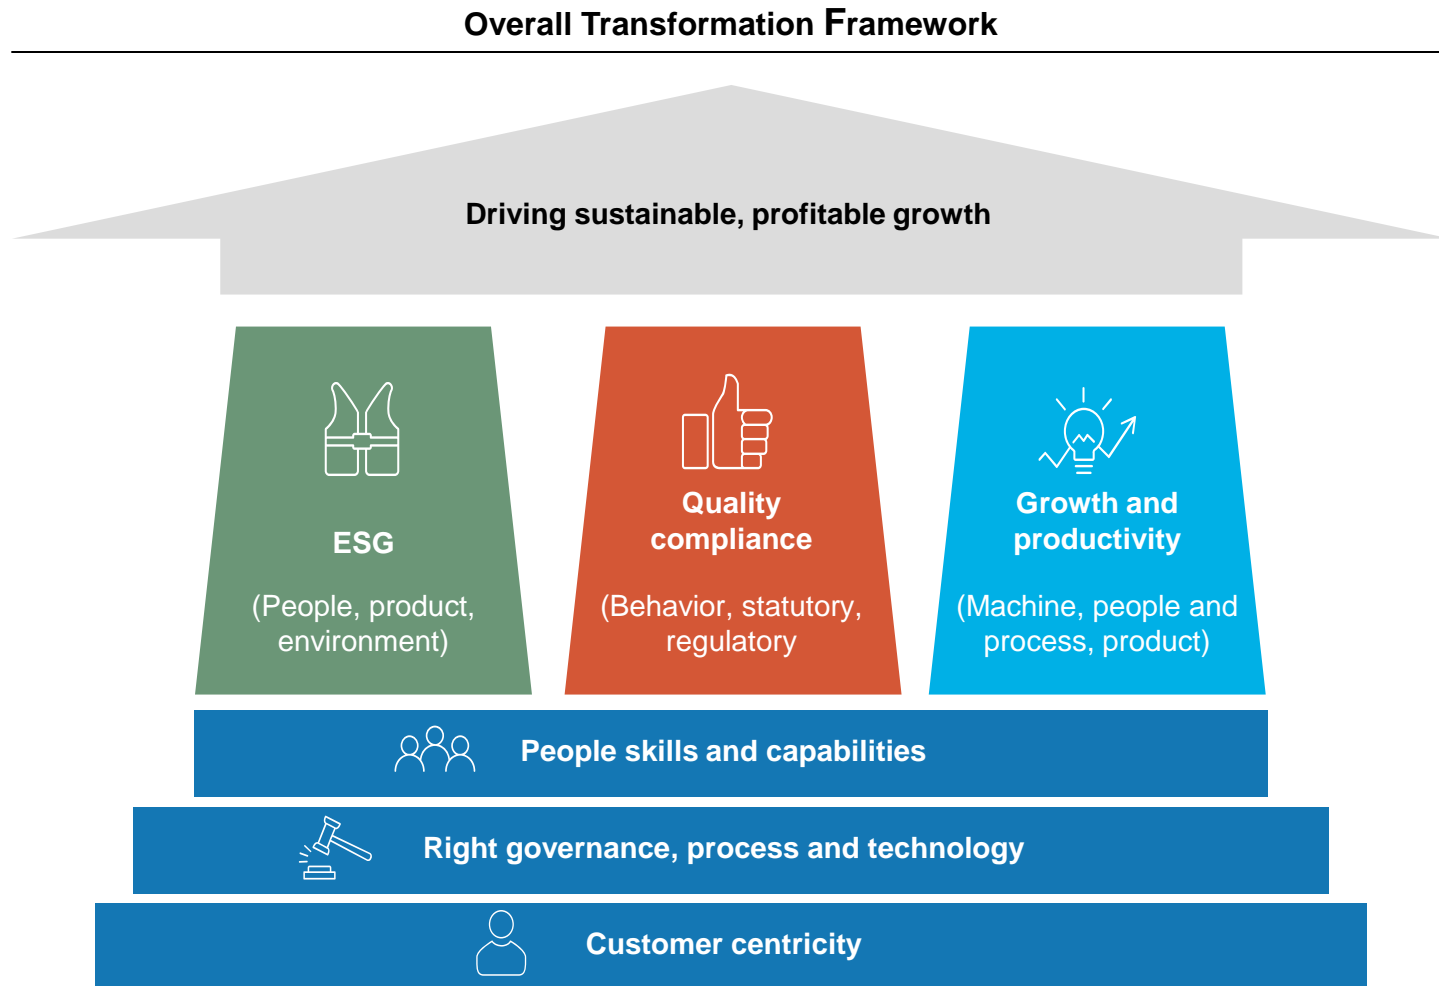 Overall Transformation Framework
Driving sustainable, profitable growth
ESG
(People, product,
environment)
Quality
compliance
(Behavior, statutory,
regulatory
Growth and
productivity
(Machine, people and
process, product)
People skills and capabilities
Right governance, process and technology
Customer centricity